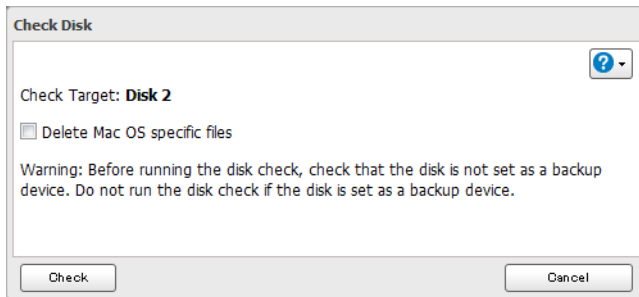 Check Disk
?
Check Target: Disk 2
Delete Mac OS specific files
Warning: Before running the disk check, check that the disk is not set as a backup
device. Do not run the disk check if the disk is set as a backup device.
Check
Cancel